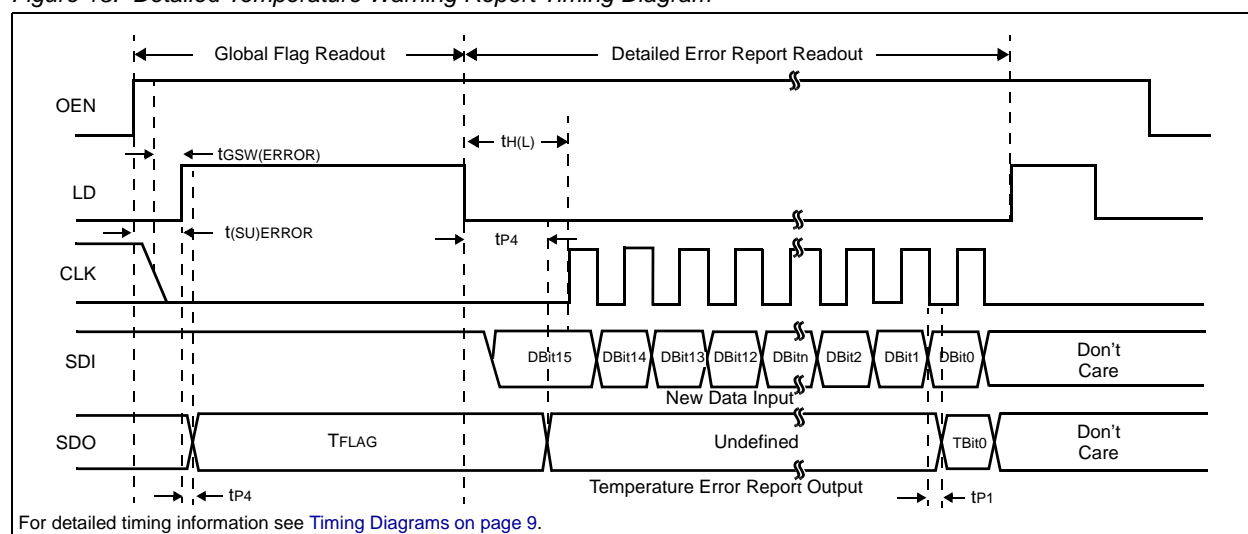 Figure 18. Detailed Temperature Warning Report Timing Diagram
Global Flag Readout
Detailed Error Report Readout
OEN
tH(L)
tGSW(ERROR)
LD
t(SU)ERROR
tP4
CLK
SDI
DBit15
DBit14
DBit13
DBit12
DBitn
DBit2
DBit1
DBit0
Don't
Care
New Data Input
SDO
TFLAG
Undefined
TBit0
Don't
Care
tP4
Temperature Error Report Output
tP1
For detailed timing information see Timing Diagrams on page 9.